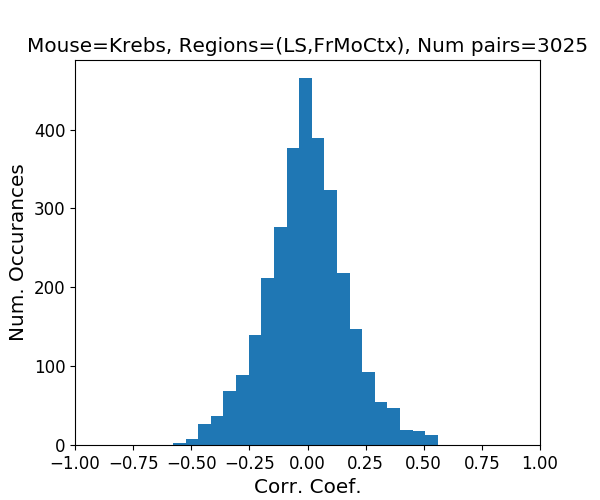 Mouse=Krebs, Regions=(LS,FrMoCtx), Num pairs=3025
Num. Occurances
400
300
200
100
0
−1.00 −0.75 −0.50 −0.25 0.00 0.25 0.50 0.75 1.00
Corr. Coef.